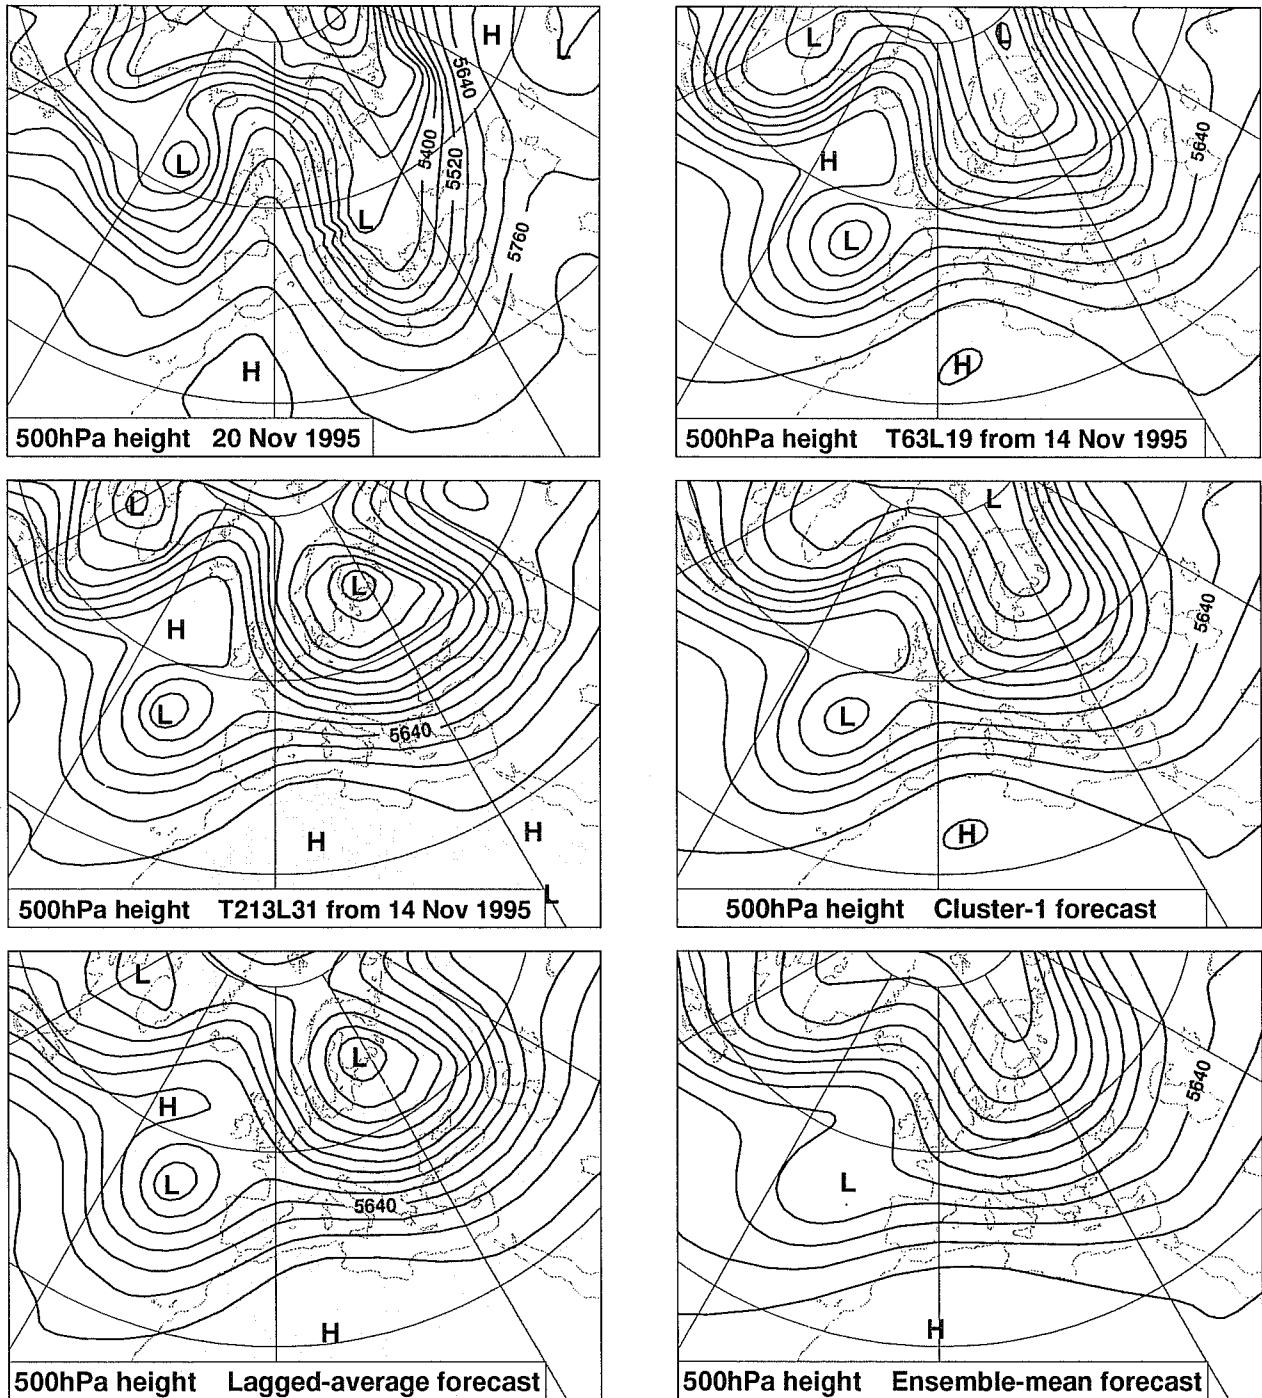 H
L
5640
L
5400
5520
L
5760
H
500hPa height 20 Nov 1995
L
L
5640
H
L
H
500hPa height T63L19 from 14 Nov 1995
L
L
H
L
5640
H
H
L
500hPa height T213L31 from 14 Nov 1995
L
5640
L
H
500hPa height Cluster-1 forecast
L
L
H
L
5640
H
500hPa height Lagged-average forecast
5640
L
H
500hPa height Ensemble-mean forecast